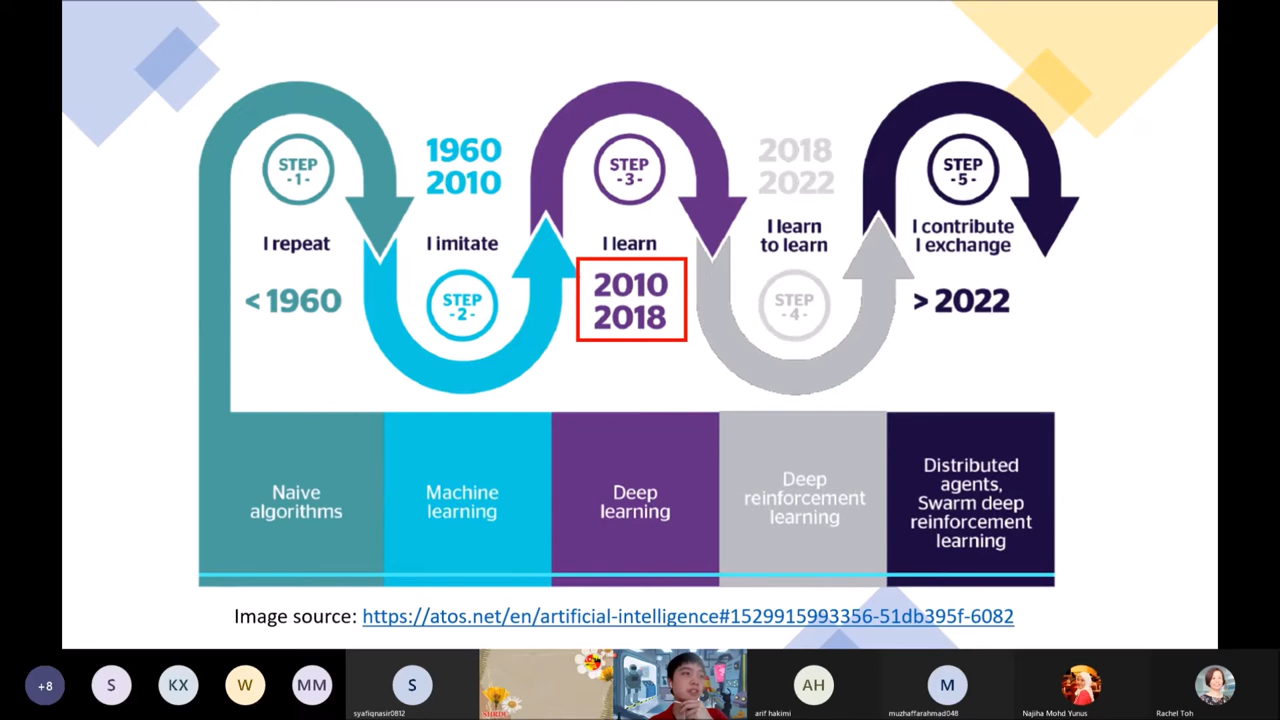 STEP
-1-
I repeat
< 1960
1960
2010
I imitate
STEP
-2-
STEP
-3-
I learn
2010
2018
2018
2022
I learn
to learn
STEP
-4-
STEP
-5-
I contribute
I exchange
> 2022
Naive
algorithms
Machine
learning
Deep
learning
Deep
reinforcement
learning
Distributed
agents,
Swarm deep
reinforcement
learning
Image source: https://atos.net/en/artificial-intelligence#1529915993356-51db395f-6082
+8
S
KX
W
MM
S
syafiqnasir0812
SHRDC
AH
arif hakimi
M
muzhaffarahmad048
Najiha Mohd Yunus
Rachel Toh